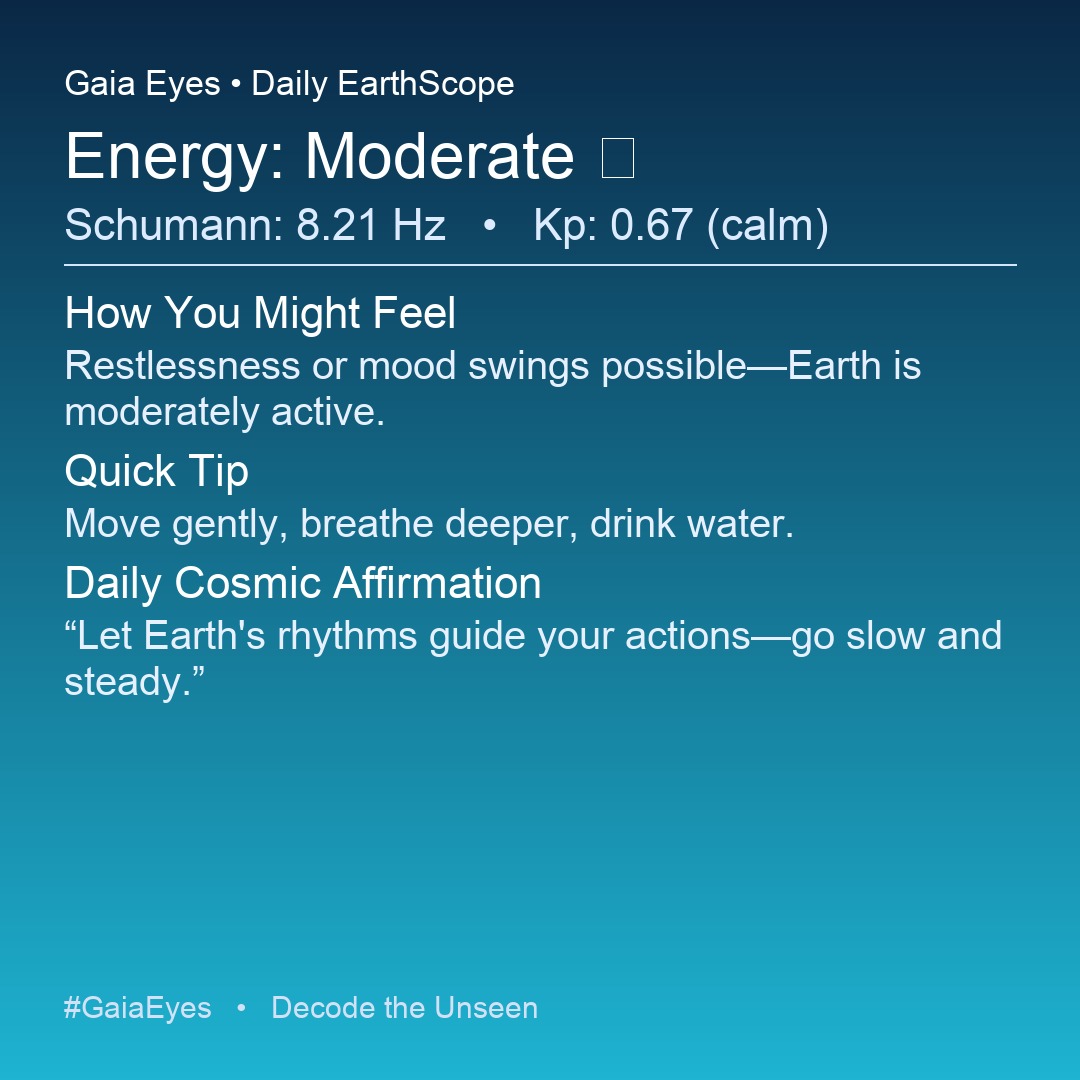 Gaia Eyes • Daily EarthScope
Energy: Moderate □
Schumann: 8.21 Hz • Kp: 0.67 (calm)
How You Might Feel
Restlessness or mood swings possible—Earth is
moderately active.
Quick Tip
Move gently, breathe deeper, drink water.
Daily Cosmic Affirmation
“Let Earth's rhythms guide your actions—go slow and
steady.”
#GaiaEyes • Decode the Unseen